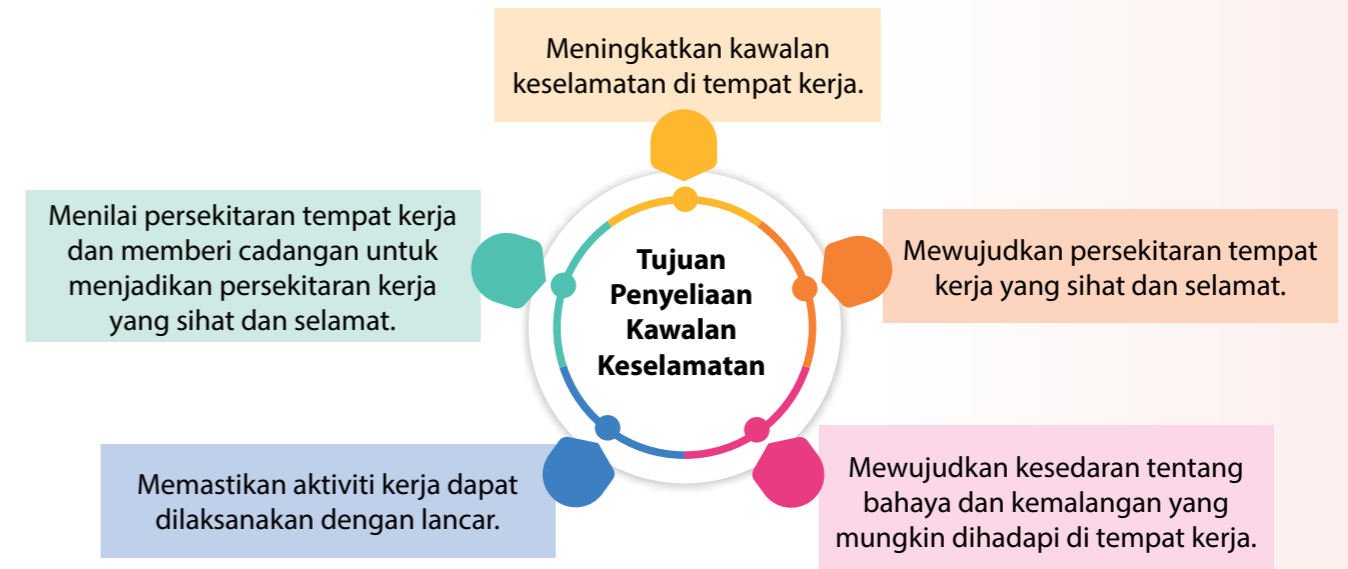 Meningkatkan kawalan
keselamatan di tempat kerja.
Menilai persekitaran tempat kerja
dan memberi cadangan untuk
menjadikan persekitaran kerja
yang sihat dan selamat.
Tujuan
Penyeliaan
Kawalan
Keselamatan
Mewujudkan persekitaran tempat
kerja yang sihat dan selamat.
Memastikan aktiviti kerja dapat
dilaksanakan dengan lancar.
Mewujudkan kesedaran tentang
bahaya dan kemalangan yang
mungkin dihadapi di tempat kerja.